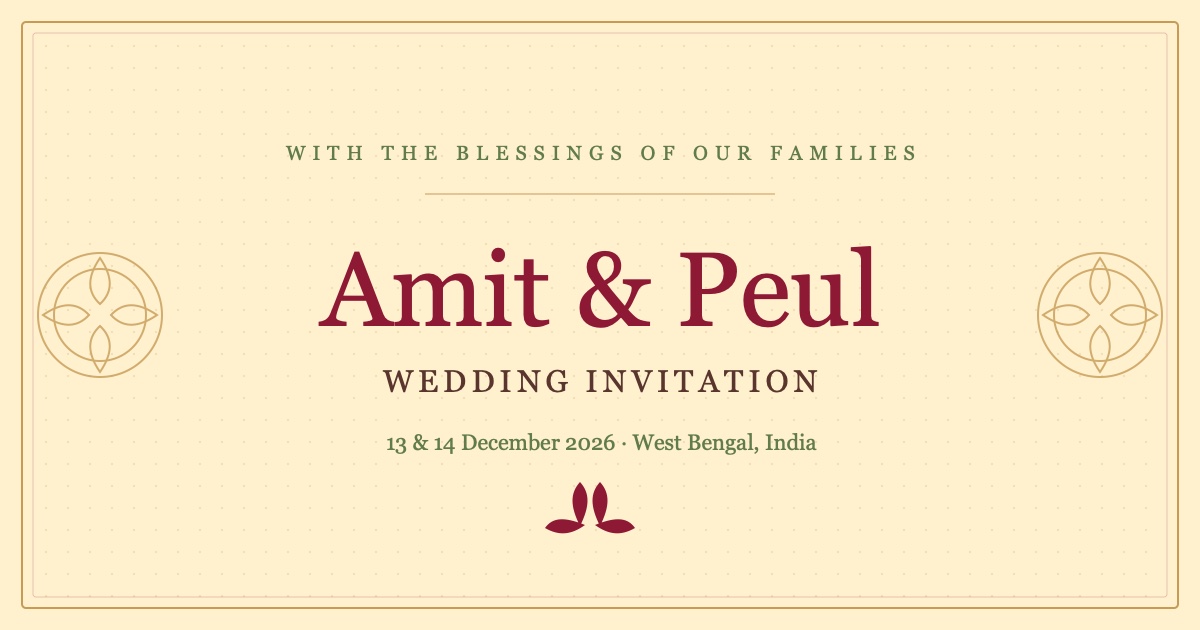 WITH THE BLESSINGS OF OUR FAMILIES
Amit & Peul
WEDDING INVITATION
13 & 14 December 2026 · West Bengal, India